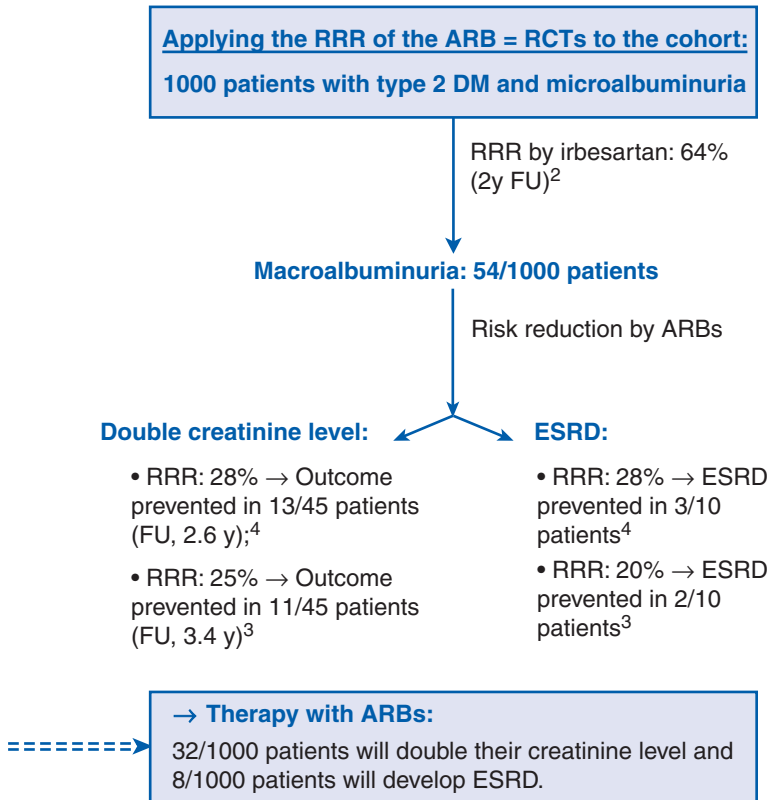 Applying the RRR of the ARB = RCTs to the cohort:
1000 patients with type 2 DM and microalbuminuria
RRR by irbesartan: 64%
(2y FU)²
Macroalbuminuria: 54/1000 patients
Risk reduction by ARBs
Double creatinine level:
• RRR: 28% → Outcome
prevented in 13/45 patients
(FU, 2.6 y);⁴
• RRR: 25% → Outcome
prevented in 11/45 patients
(FU, 3.4 y)³
ESRD:
• RRR: 28% → ESRD
prevented in 3/10
patients⁴
• RRR: 20% → ESRD
prevented in 2/10
patients³
→ Therapy with ARBs:
32/1000 patients will double their creatinine level and
8/1000 patients will develop ESRD.